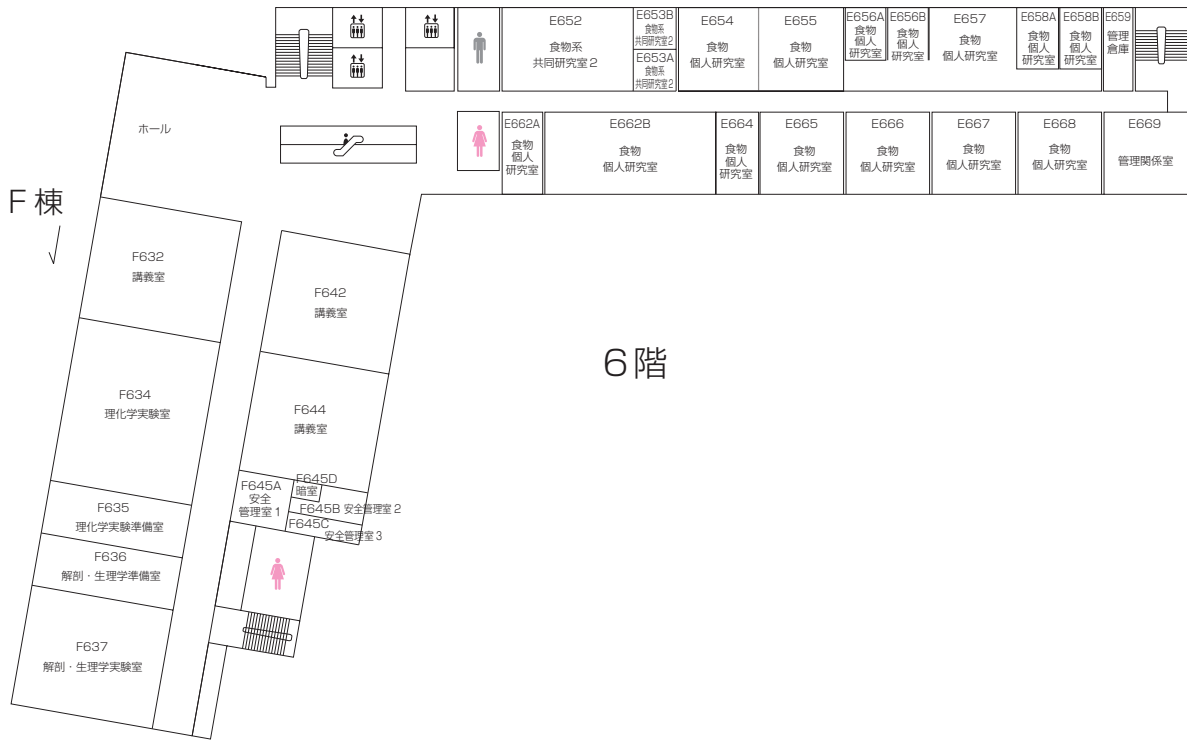 E652
食物系
共同研究室2
E653B
食物系
共同研究室2
E653A
食物系
共同研究室2
E654
食物
個人研究室
E655
食物
個人研究室
E656A
食物
個人
研究室
E656B
食物
個人
研究室
E657
食物
個人研究室
E658A
食物
個人
研究室
E658B
食物
個人
研究室
E659
管理
倉庫
ホール
E662A
食物
個人
研究室
E662B
食物
個人研究室
E664
食物
個人
研究室
E665
食物
個人研究室
E666
食物
個人研究室
E667
食物
個人研究室
E668
食物
個人研究室
E669
管理関係室
F棟
F632
講義室
F642
講義室
6階
F634
理化学実験室
F644
講義室
F645A
安全
管理室1
F645D
暗室
F645B 安全管理室2
F645C
安全管理室3
F635
理化学実験準備室
F636
解剖・生理学準備室
F637
解剖・生理学実験室